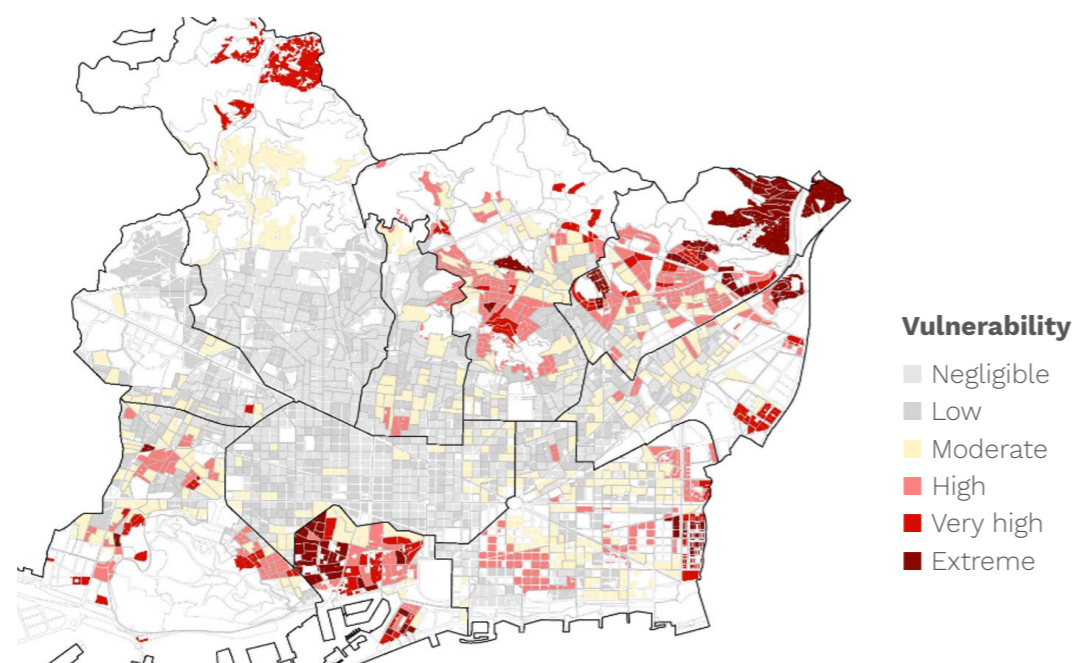 Vulnerability
Negligible
Low
Moderate
High
Very high
Extreme